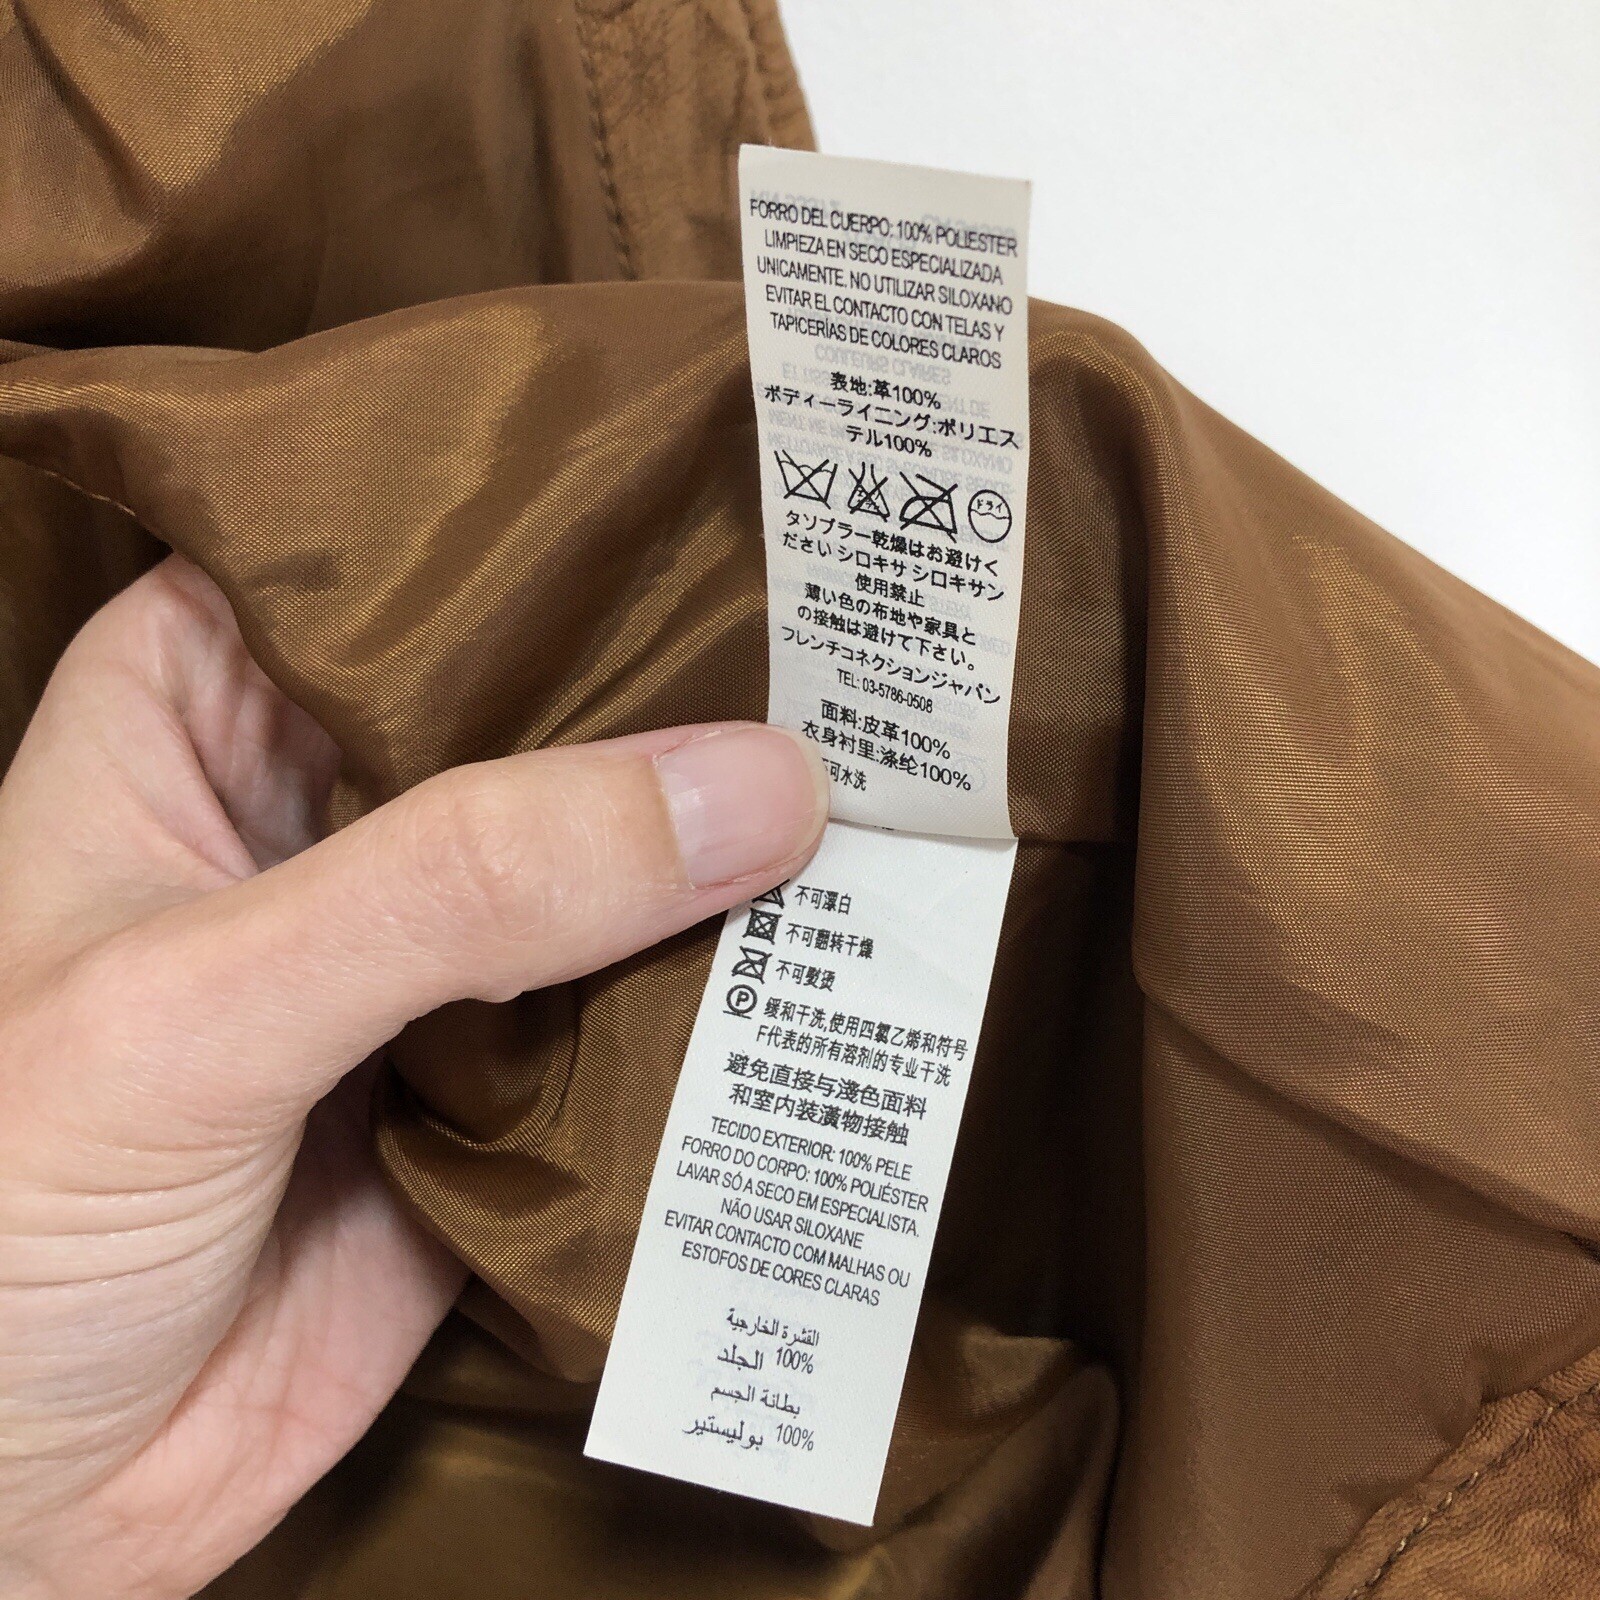 FORRO DEL CUERPO: 100% POLIESTER
LIMPIEZA EN SECO ESPECIALIZADA
UNICAMENTE. NO UTILIZAR SILOXANO
EVITAR EL CONTACTO CON TELAS Y
TAPICERÍAS DE COLORES CLAROS
表地:革100%
ボディーライニング:ポリエス
テル100%
ドライ
タソブラー乾燥はお避けく
ださい シロキサ シロキサン
使用禁止
薄い色の布地や家具と
の接触は避けて下さい。
フレンチコネクションジャパン
TEL: 03-5786-0508
面料:皮革100%
衣身衬里:涤纶100%
不可水洗
不可漂白
不可翻转干燥
不可熨烫
P 缓和干洗,使用四氯乙烯和符号
F代表的所有溶剂的专业干洗
避免直接与淺色面料
和室内装潢物接触
TECIDO EXTERIOR: 100% PELE
FORRO DO CORPO: 100% POLIÉSTER
LAVAR SÓ A SECO EM ESPECIALISTA.
NÃO USAR SILOXANE
EVITAR CONTACTO COM MALHAS OU
ESTOFOS DE CORES CLARAS
القشرة الخارجية
100% الجلد
بطانة الجسم
100% بوليستير